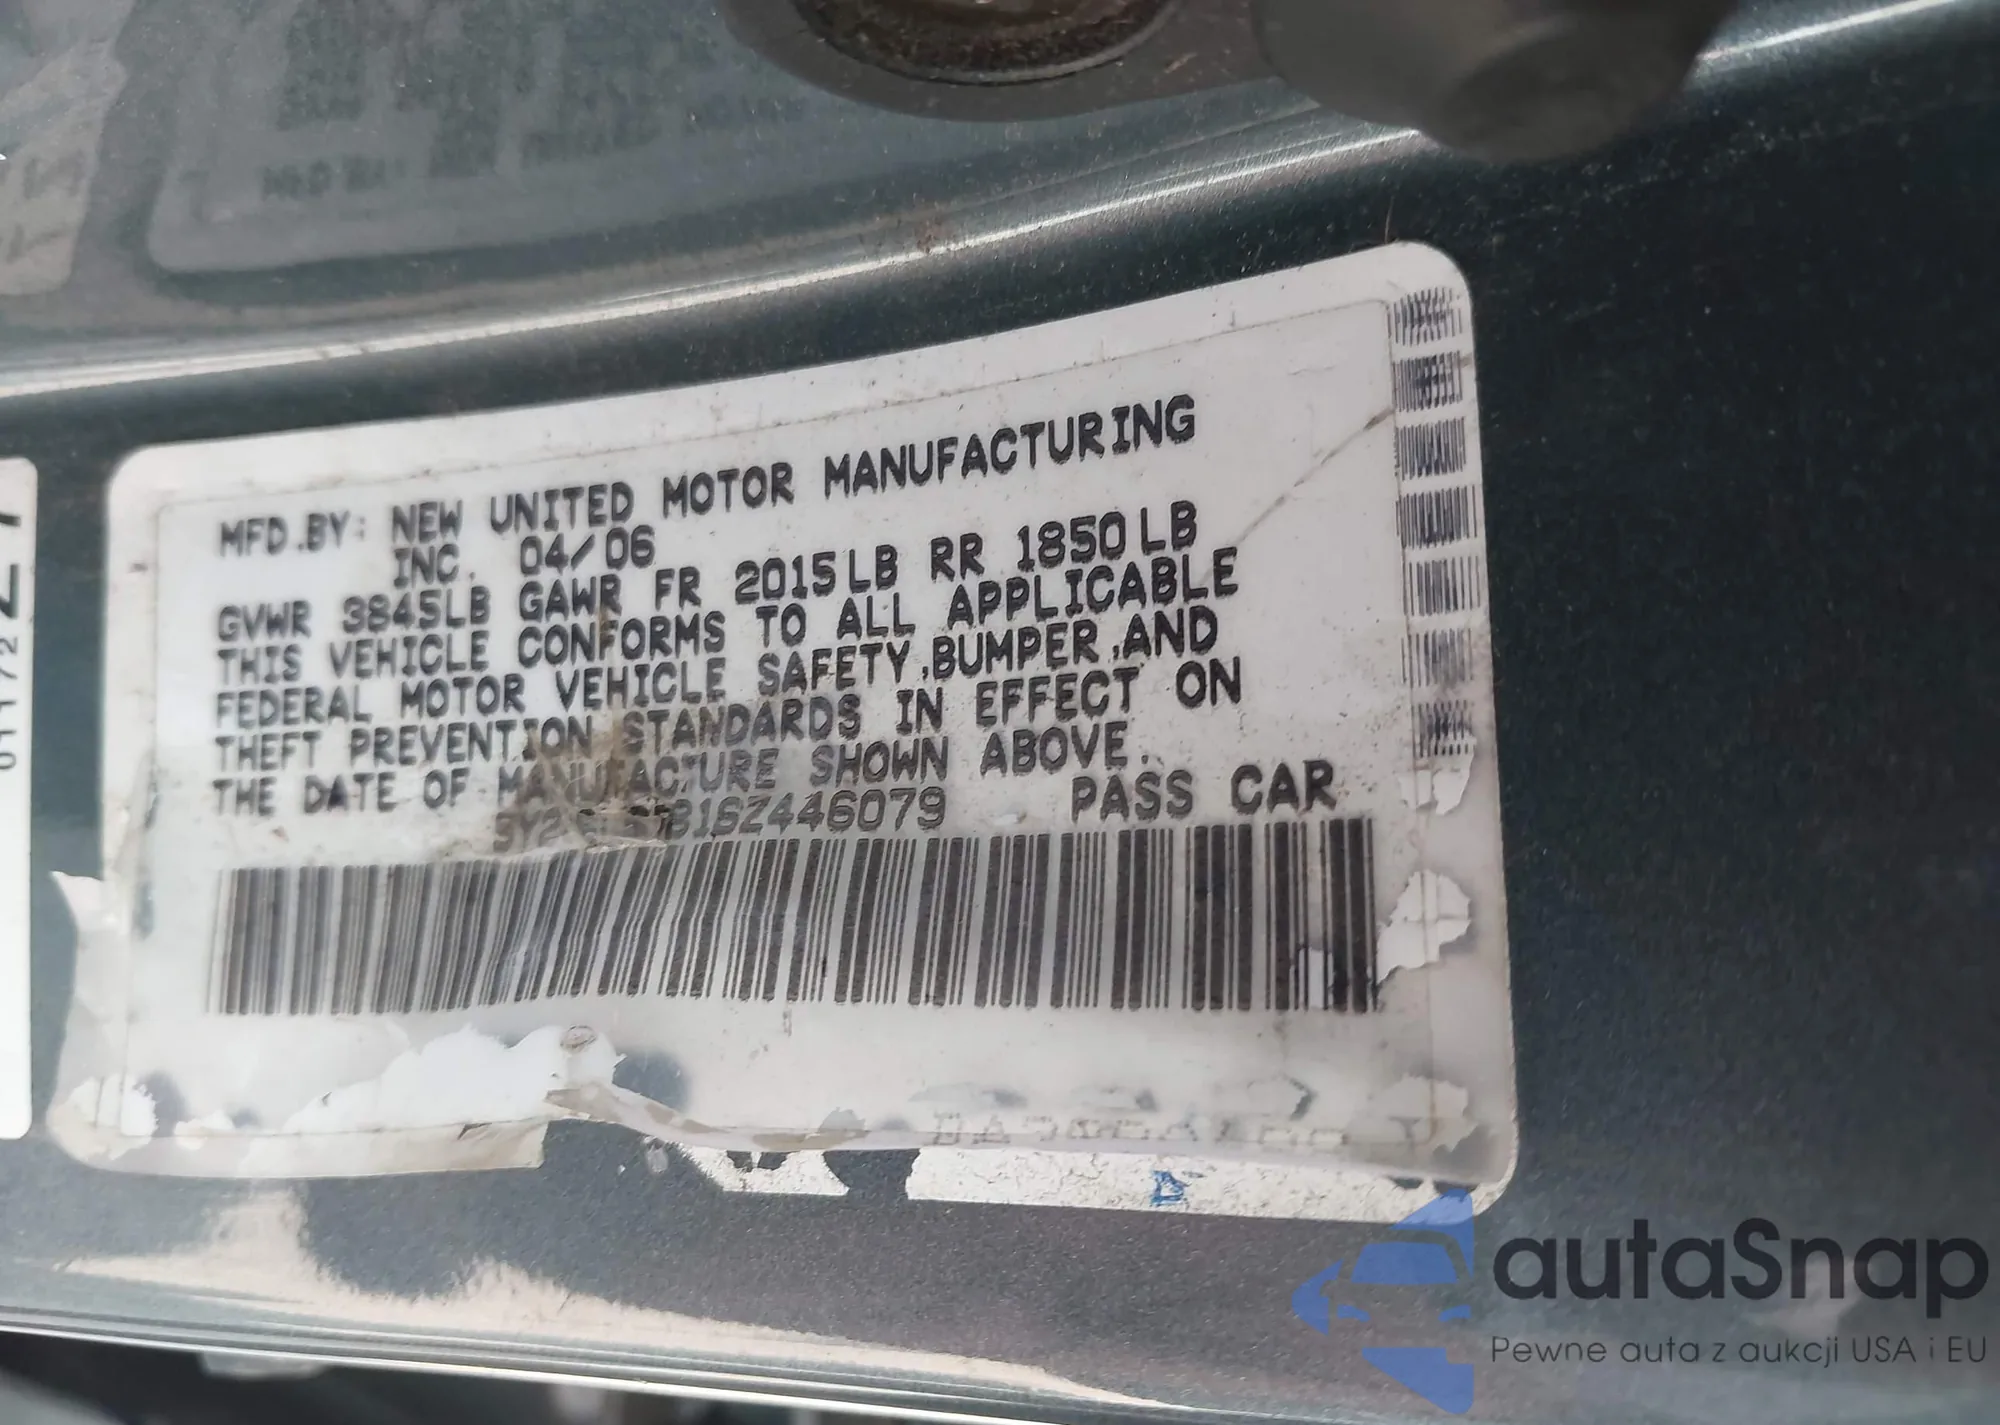 MFD.BY: NEW UNITED MOTOR MANUFACTURING
INC. 04/06
GVWR 3845LB GAWR FR 2015LB RR 1850LB
THIS VEHICLE CONFORMS TO ALL APPLICABLE
FEDERAL MOTOR VEHICLE SAFETY,BUMPER,AND
THEFT PREVENTION STANDARDS IN EFFECT ON
THE DATE OF MANUFACTURE SHOWN ABOVE.
PASS CAR
autaSnap
Pewne auta z aukcji USA i EU